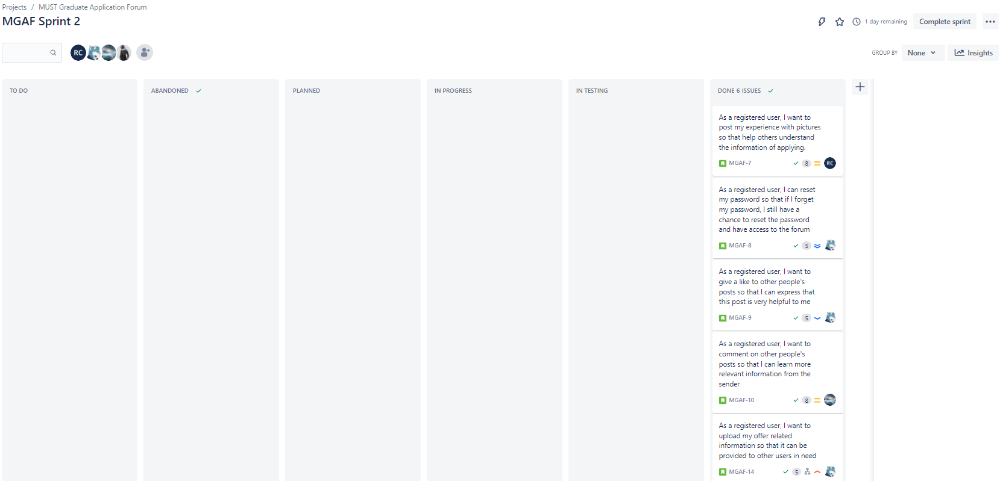 Projects / MUST Graduate Application Forum
MGAF Sprint 2
1 day remaining
Complete sprint
RC
GROUP BY
None
Insights
TO DO
ABANDONED
PLANNED
IN PROGRESS
IN TESTING
DONE 6 ISSUES
As a registered user, I want to
post my experience with pictures
so that help others understand
the information of applying.
MGAF-7
8
RC
As a registered user, I can reset
my password so that if I forget
my password, I still have a
chance to reset the password
and have access to the forum
MGAF-8
5
As a registered user, I want to
give a like to other people's
posts so that I can express that
this post is very helpful to me
MGAF-9
5
As a registered user, I want to
comment on other people's
posts so that I can learn more
relevant information from the
sender
MGAF-10
8
As a registered user, I want to
upload my offer related
information so that it can be
provided to other users in need
MGAF-14
5